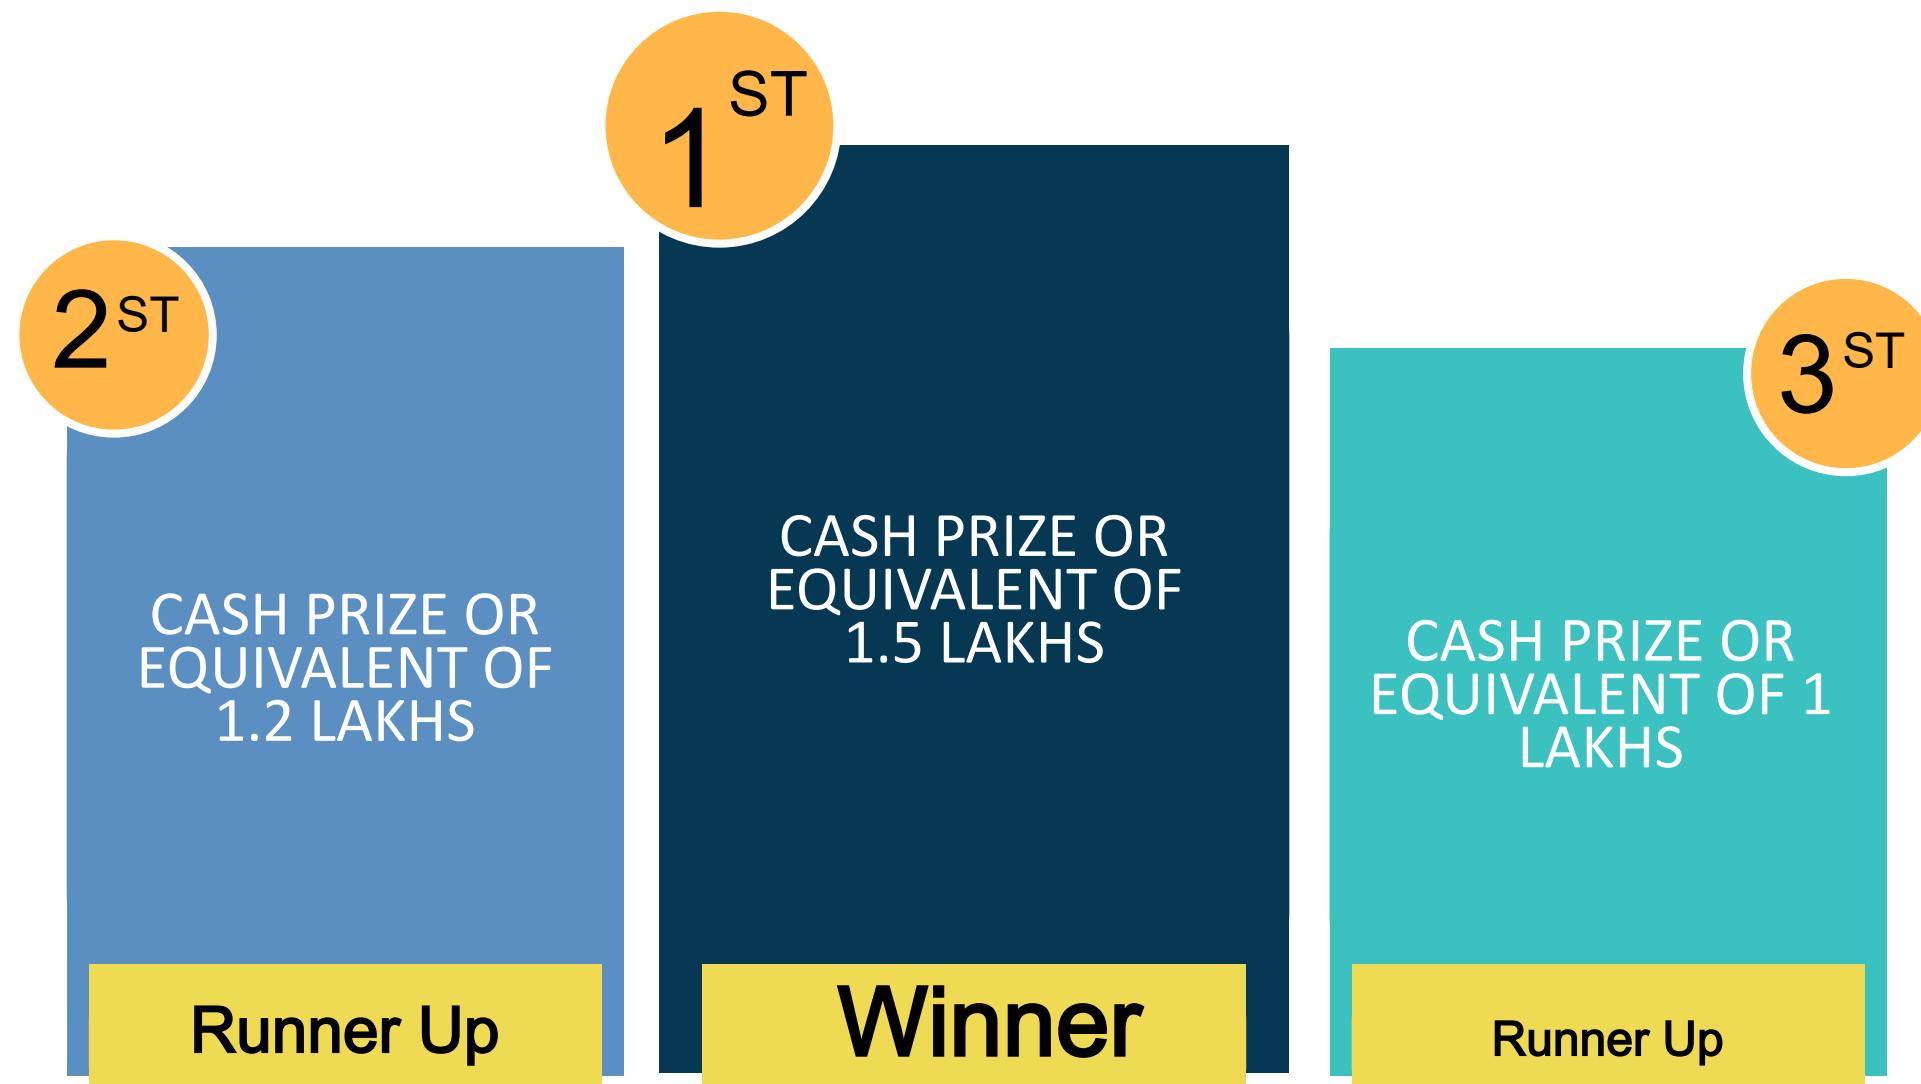 1ST
2ST
3ST
CASH PRIZE OR
EQUIVALENT OF
1.2 LAKHS
CASH PRIZE OR
EQUIVALENT OF
1.5 LAKHS
CASH PRIZE OR
EQUIVALENT OF 1
LAKHS
Runner Up
Winner
Runner Up